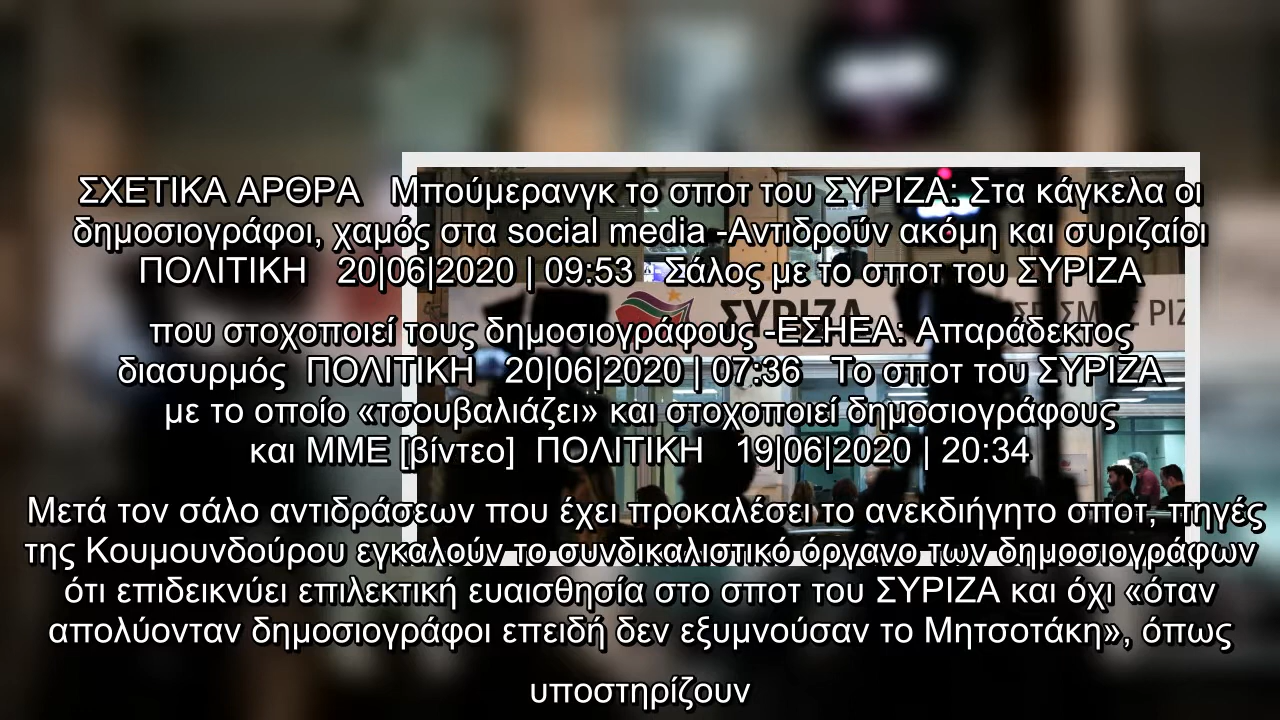 ΣΧΕΤΙΚΑ ΑΡΘΡΑ Μπούμερανγκ το σποτ του ΣΥΡΙΖΑ: Στα κάγκελα οι
δημοσιογράφοι, χαμός στα social media -Αντιδρούν ακόμη και συριζαίοι
ΠΟΛΙΤΙΚΗ 20|06|2020 | 09:53 Σάλος με το σποτ του ΣΥΡΙΖΑ
που στοχοποιεί τους δημοσιογράφους -ΕΣΗΕΑ: Απαράδεκτος
διασυρμός ΠΟΛΙΤΙΚΗ 20|06|2020 | 07:36 Το σποτ του ΣΥΡΙΖΑ
με το οποίο «τσουβαλιάζει» και στοχοποιεί δημοσιογράφους
και ΜΜΕ [βίντεο] ΠΟΛΙΤΙΚΗ 19|06|2020 | 20:34
Μετά τον σάλο αντιδράσεων που έχει προκαλέσει το ανεκδιήγητο σποτ, πηγές
της Κουμουνδούρου εγκαλούν το συνδικαλιστικό όργανο των δημοσιογράφων
ότι επιδεικνύει επιλεκτική ευαισθησία στο σποτ του ΣΥΡΙΖΑ και όχι «όταν
απολύονταν δημοσιογράφοι επειδή δεν εξυμνούσαν το Μητσοτάκη», όπως
υποστηρίζουν
ΣΥΡΙΖΑ